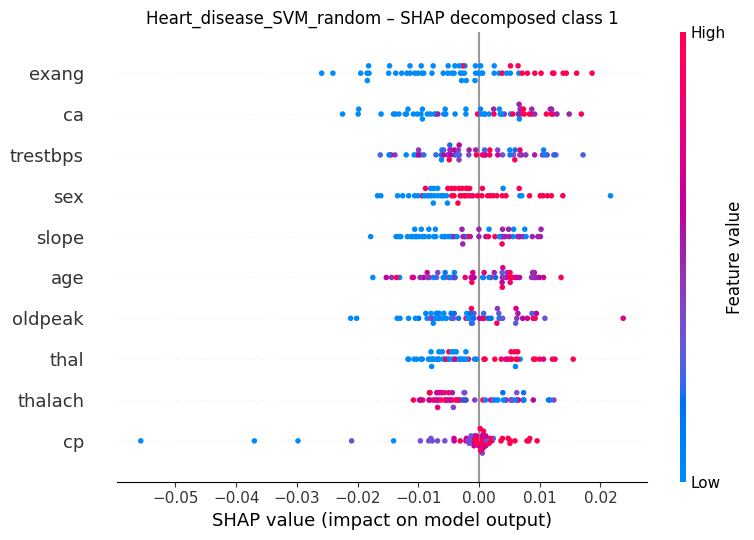 Heart_disease_SVM_random – SHAP decomposed class 1
High
exang
ca
trestbps
sex
slope
age
oldpeak
thal
thalach
cp
Feature value
Low
−0.05 −0.04 −0.03 −0.02 −0.01 0.00 0.01 0.02
SHAP value (impact on model output)